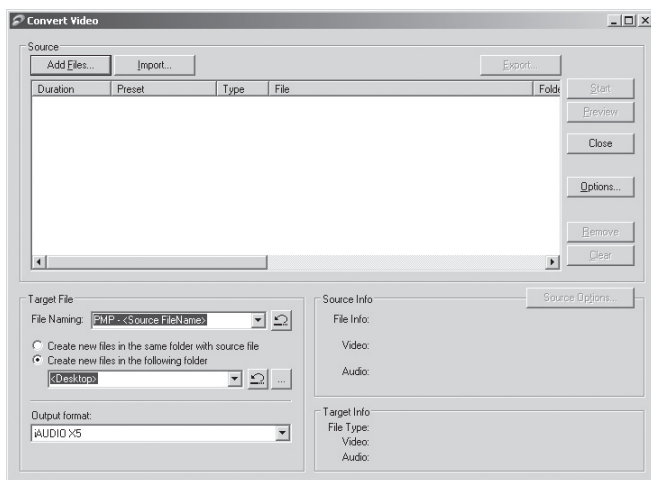 Convert Video
Source
Add Files... Import... Export...
Duration Preset Type File Folde
Start
Preview
Close
Options...
Remove
Clear
Target File
File Naming: PMP - <Source FileName>
Create new files in the same folder with source file
Create new files in the following folder
<Desktop> ...
Output format:
iAUDIO X5
Source Info Source Options...
File Info:
Video:
Audio:
Target Info
File Type:
Video:
Audio: